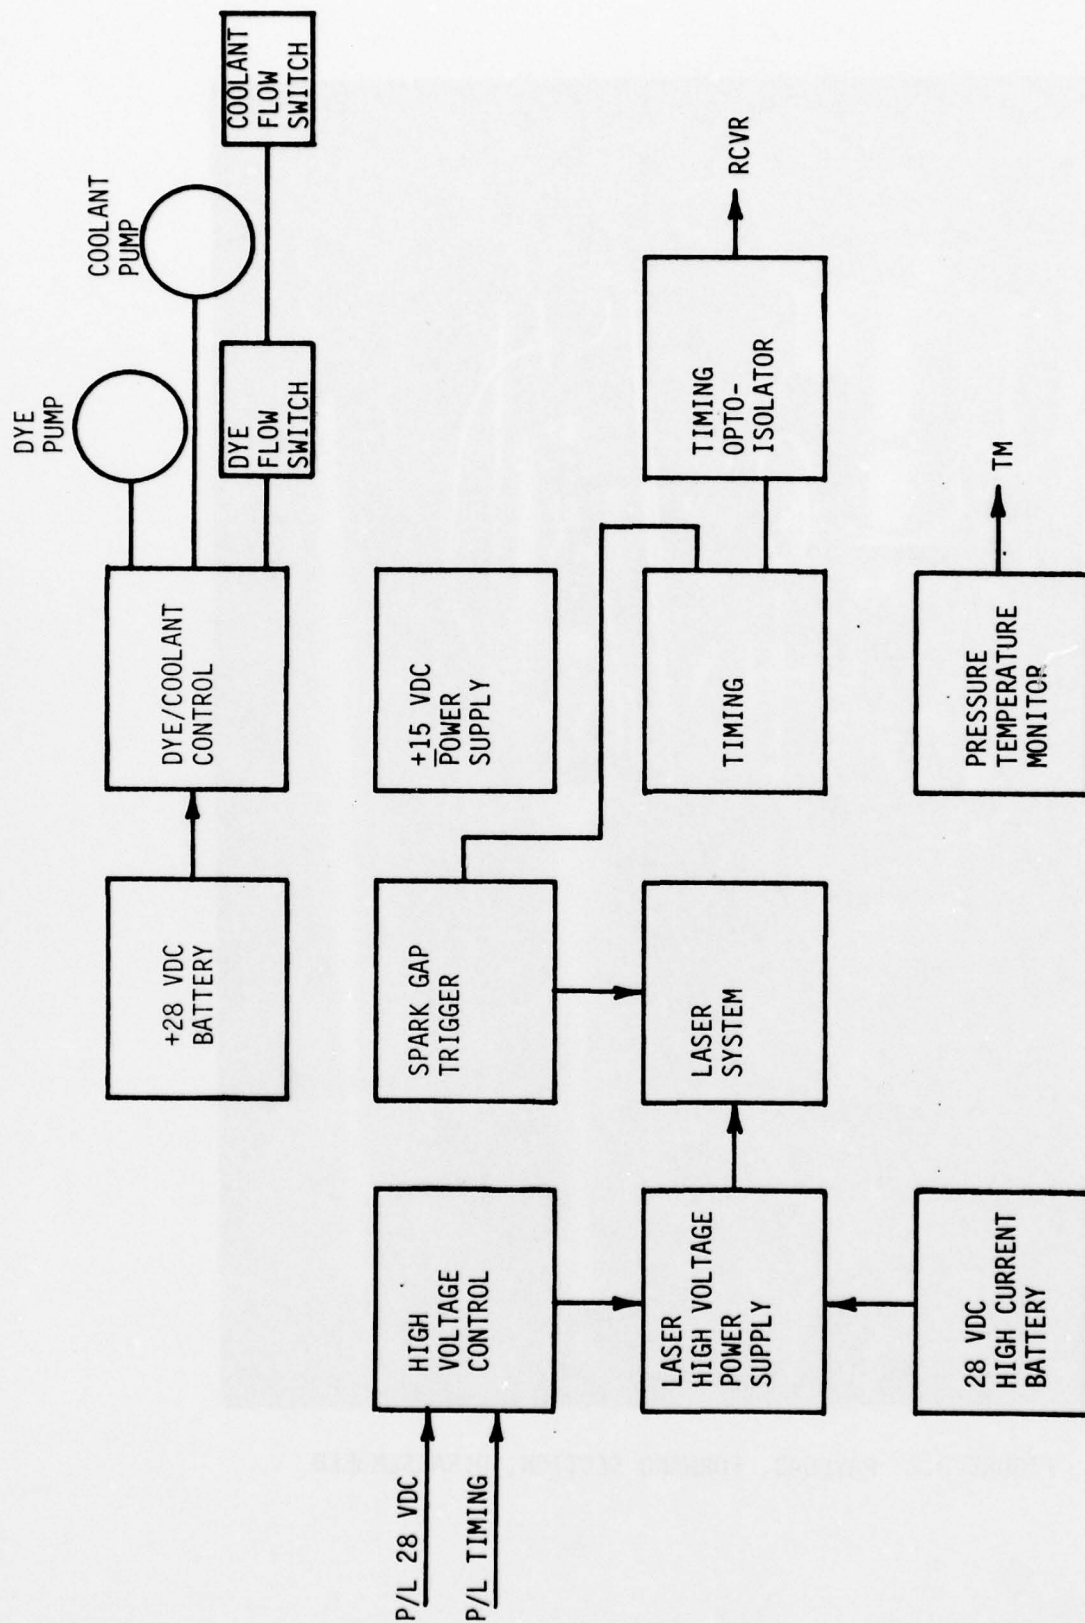 DYE
PUMP
COOLANT
PUMP
+28 VDC
BATTERY
DYE/COOLANT
CONTROL
DYE
FLOW
SWITCH
COOLANT
FLOW
SWITCH
P/L 28 VDC
P/L TIMING
HIGH
VOLTAGE
CONTROL
SPARK GAP
TRIGGER
±15 VDC
POWER
SUPPLY
LASER
HIGH VOLTAGE
POWER
SUPPLY
LASER
SYSTEM
TIMING
TIMING
OPTO-
ISOLATOR
RCVR
28 VDC
HIGH CURRENT
BATTERY
PRESSURE
TEMPERATURE
MONITOR
TM